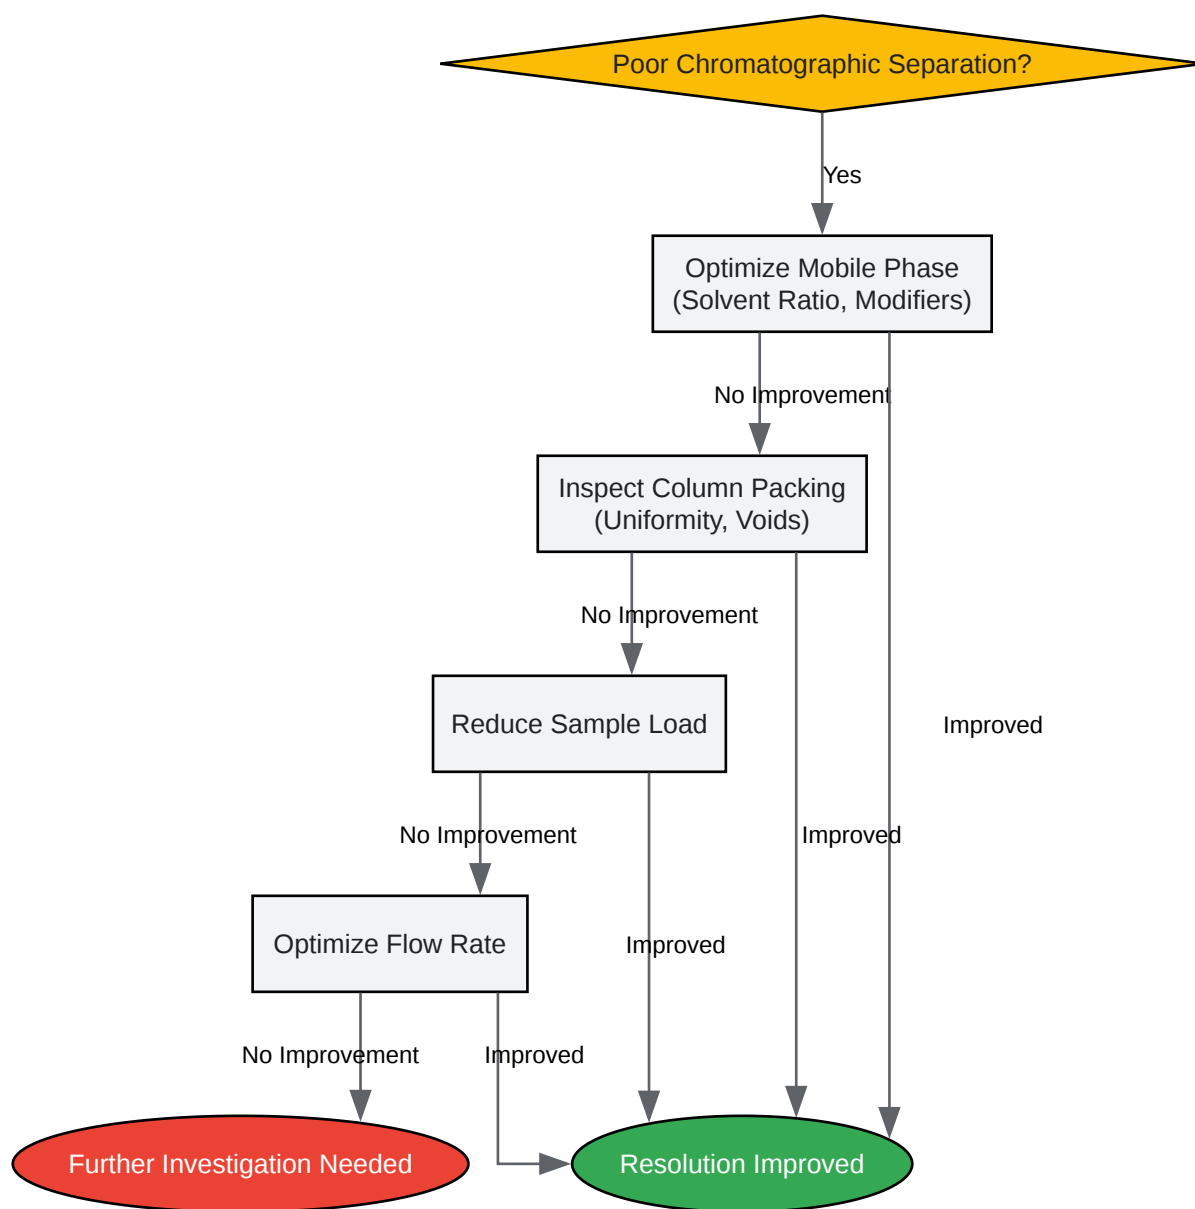 Poor Chromatographic Separation?
Yes
Optimize Mobile Phase
(Solvent Ratio, Modifiers)
No Improvement
Inspect Column Packing
(Uniformity, Voids)
No Improvement
Reduce Sample Load
Improved
No Improvement
Improved
Optimize Flow Rate
Improved
No Improvement
Improved
Further Investigation Needed
Resolution Improved